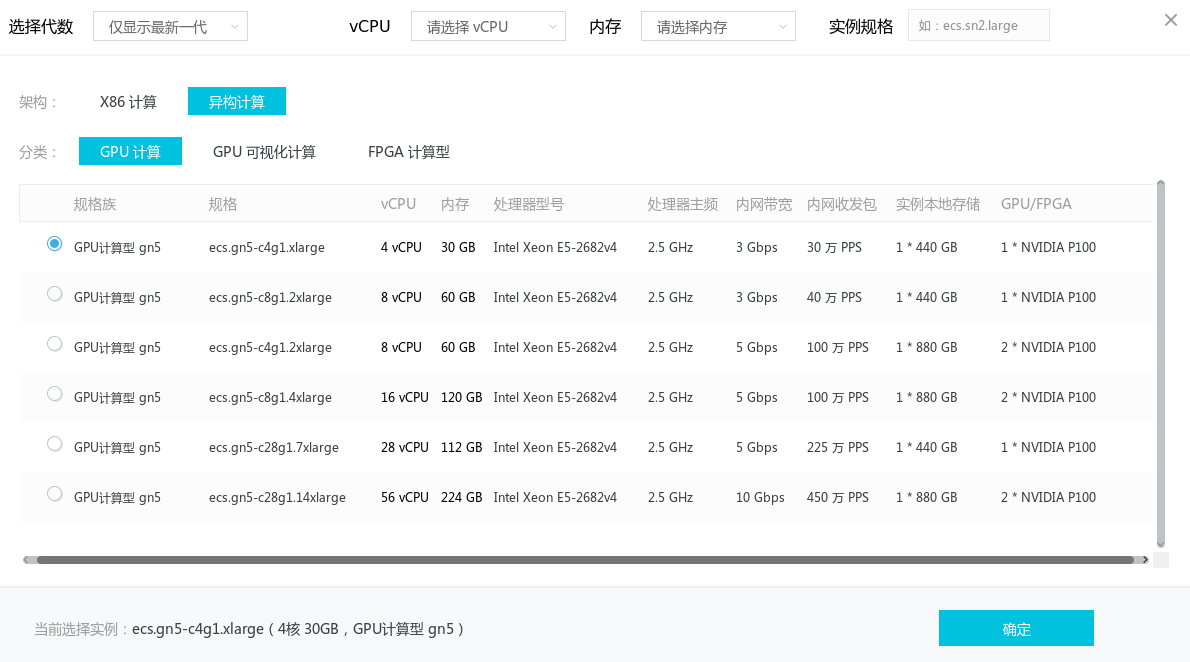 选择代数 仅显示最新一代 vCPU 请选择 vCPU 内存 请选择内存 实例规格 如：ecs.sn2.large
架构： X86 计算 异构计算
分类： GPU 计算 GPU 可视化计算 FPGA 计算型
规格族 规格 vCPU 内存 处理器型号 处理器主频 内网带宽 内网收发包 实例本地存储 GPU/FPGA
GPU计算型 gn5 ecs.gn5-c4g1.xlarge 4 vCPU 30 GB Intel Xeon E5-2682v4 2.5 GHz 3 Gbps 30 万 PPS 1 * 440 GB 1 * NVIDIA P100
GPU计算型 gn5 ecs.gn5-c8g1.2xlarge 8 vCPU 60 GB Intel Xeon E5-2682v4 2.5 GHz 3 Gbps 40 万 PPS 1 * 440 GB 1 * NVIDIA P100
GPU计算型 gn5 ecs.gn5-c4g1.2xlarge 8 vCPU 60 GB Intel Xeon E5-2682v4 2.5 GHz 5 Gbps 100 万 PPS 1 * 880 GB 2 * NVIDIA P100
GPU计算型 gn5 ecs.gn5-c8g1.4xlarge 16 vCPU 120 GB Intel Xeon E5-2682v4 2.5 GHz 5 Gbps 100 万 PPS 1 * 880 GB 2 * NVIDIA P100
GPU计算型 gn5 ecs.gn5-c28g1.7xlarge 28 vCPU 112 GB Intel Xeon E5-2682v4 2.5 GHz 5 Gbps 225 万 PPS 1 * 440 GB 1 * NVIDIA P100
GPU计算型 gn5 ecs.gn5-c28g1.14xlarge 56 vCPU 224 GB Intel Xeon E5-2682v4 2.5 GHz 10 Gbps 450 万 PPS 1 * 880 GB 2 * NVIDIA P100
当前选择实例：ecs.gn5-c4g1.xlarge（4核 30GB，GPU计算型 gn5） 确定